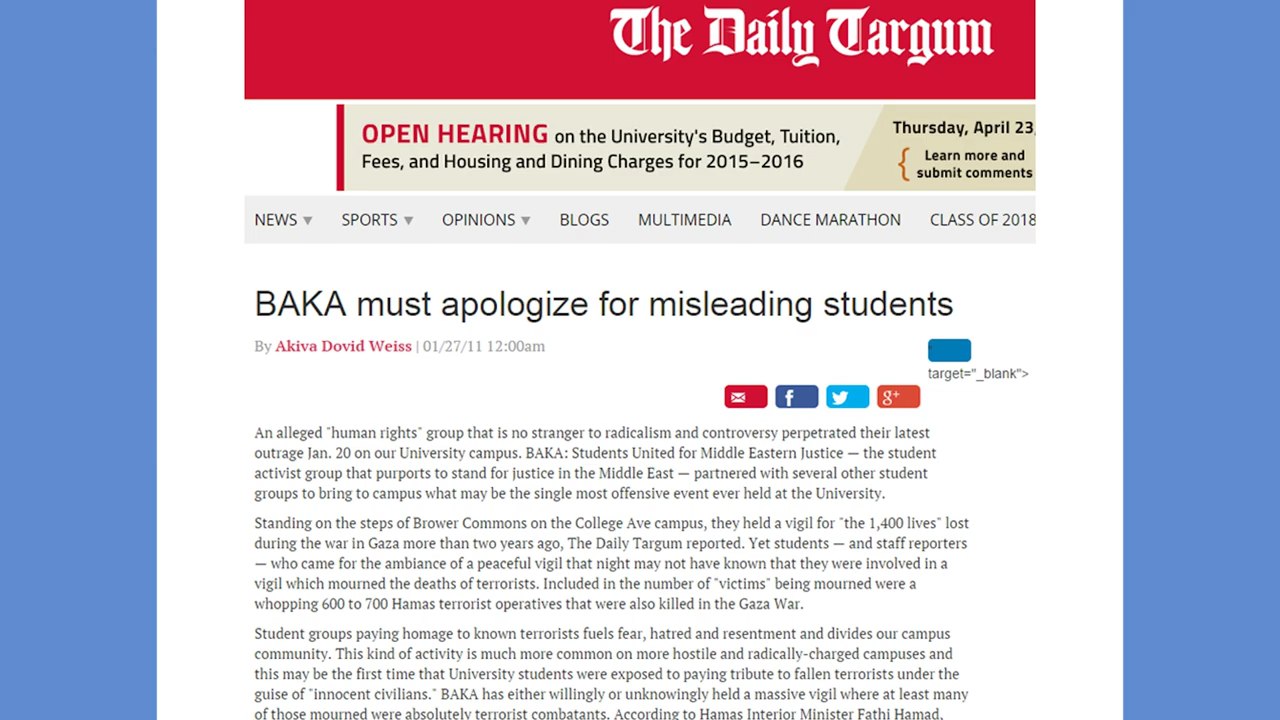 The Daily Targum
OPEN HEARING on the University's Budget, Tuition,
Fees, and Housing and Dining Charges for 2015–2016
Thursday, April 23,
Learn more and
submit comments
NEWS SPORTS OPINIONS BLOGS MULTIMEDIA DANCE MARATHON CLASS OF 2018
BAKA must apologize for misleading students
By Akiva Dovid Weiss | 01/27/11 12:00am
target="_blank">
f g+
An alleged "human rights" group that is no stranger to radicalism and controversy perpetrated their latest
outrage Jan. 20 on our University campus. BAKA: Students United for Middle Eastern Justice — the student
activist group that purports to stand for justice in the Middle East — partnered with several other student
groups to bring to campus what may be the single most offensive event ever held at the University.
Standing on the steps of Brower Commons on the College Ave campus, they held a vigil for "the 1,400 lives" lost
during the war in Gaza more than two years ago, The Daily Targum reported. Yet students — and staff reporters
— who came for the ambiance of a peaceful vigil that night may not have known that they were involved in a
vigil which mourned the deaths of terrorists. Included in the number of "victims" being mourned were a
whopping 600 to 700 Hamas terrorist operatives that were also killed in the Gaza War.
Student groups paying homage to known terrorists fuels fear, hatred and resentment and divides our campus
community. This kind of activity is much more common on more hostile and radically-charged campuses and
this may be the first time that University students were exposed to paying tribute to fallen terrorists under the
guise of "innocent civilians." BAKA has either willingly or unknowingly held a massive vigil where at least many
of those mourned were absolutely terrorist combatants. According to Hamas Interior Minister Fathi Hamad,